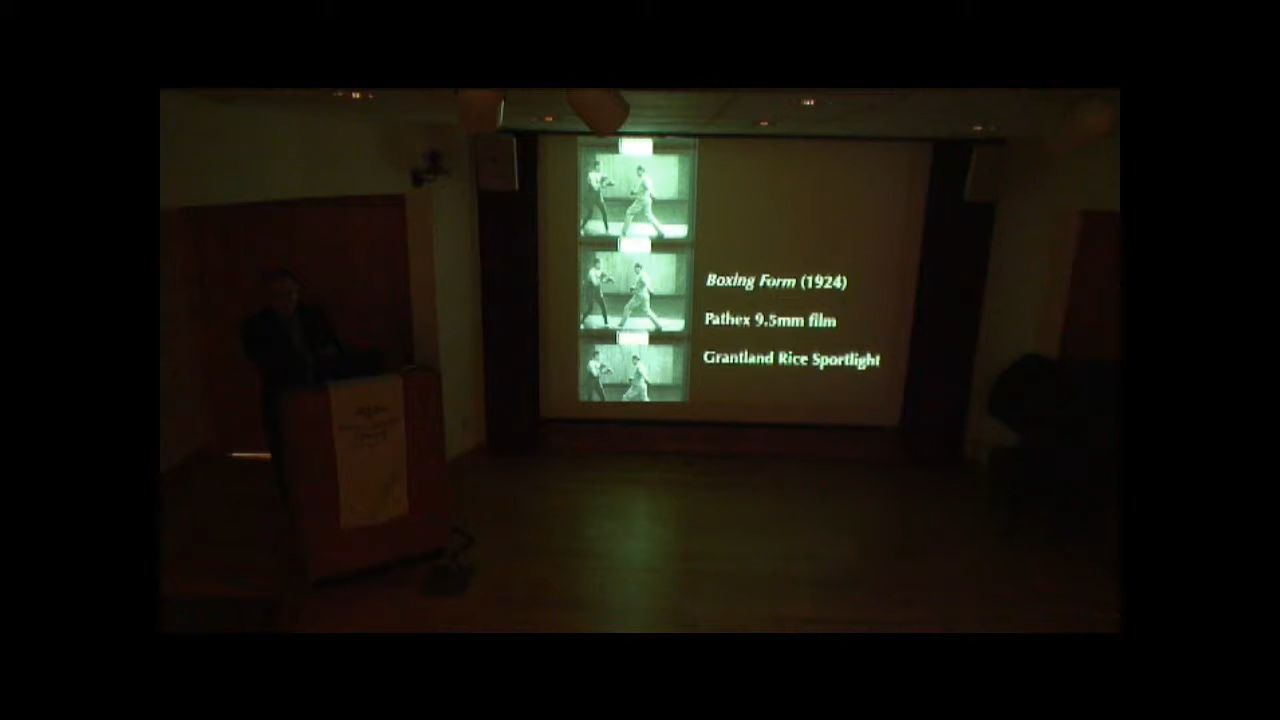 Boxing Form (1924)
Pathex 9.5mm film
Grantland Rice Sportlight